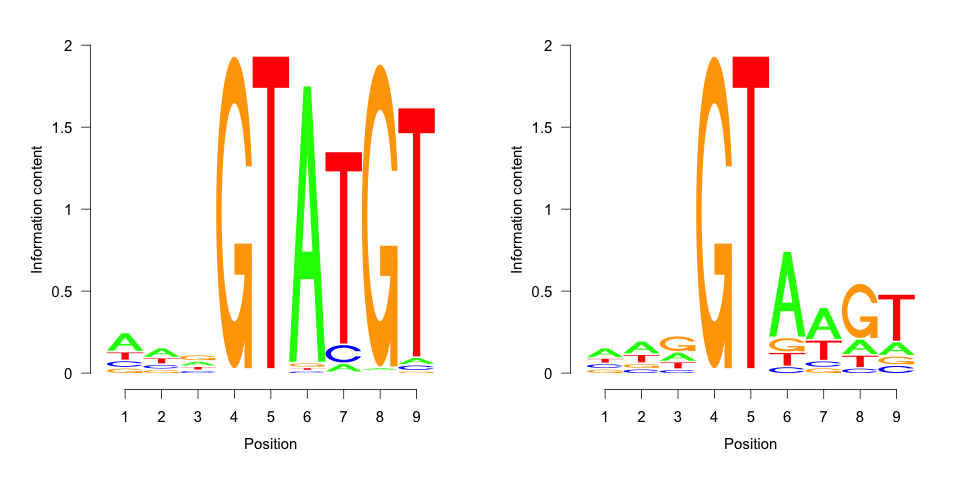 2
1.5
1
0.5
0
Information content
A T C G
A T C G
G A T C
G
T
A G T C
T C A
G A
T A C G
1 2 3 4 5 6 7 8 9
Position
2
1.5
1
0.5
0
Information content
A T C G
A T G C
G A T C
G
T
A G T C
A T C G
G A T C
T A G C
1 2 3 4 5 6 7 8 9
Position